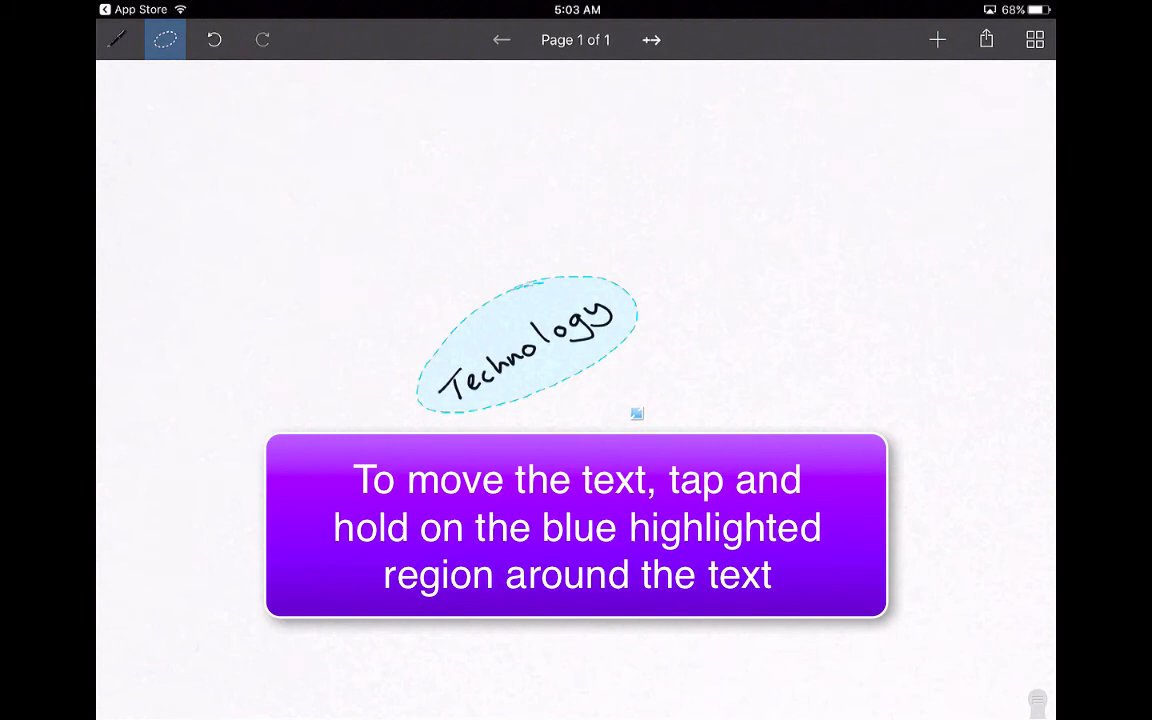 App Store 5:03 AM 68%
Page 1 of 1
Technology
To move the text, tap and
hold on the blue highlighted
region around the text